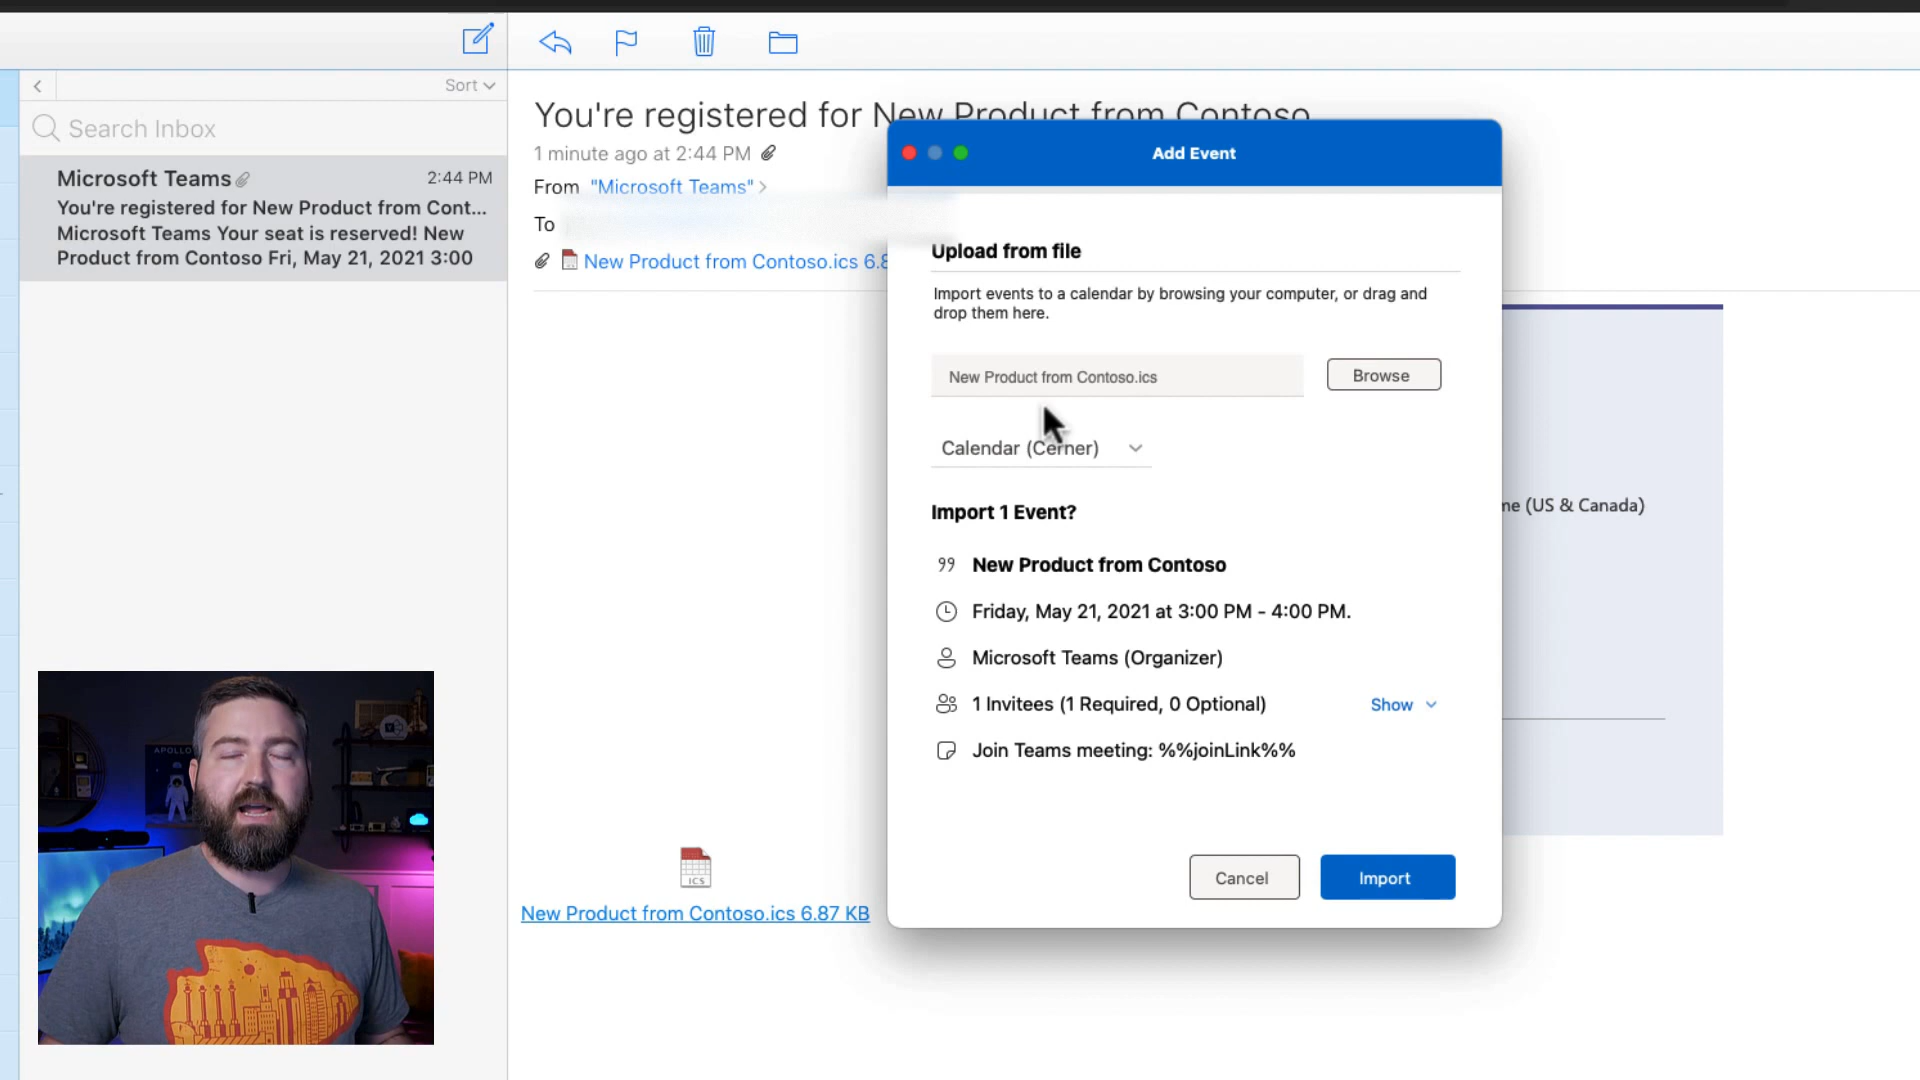 Sort
Search Inbox
Microsoft Teams
2:44 PM
You're registered for New Product from Cont...
Microsoft Teams Your seat is reserved! New
Product from Contoso Fri, May 21, 2021 3:00
You're registered for New Product from Contoso
1 minute ago at 2:44 PM
From "Microsoft Teams"
To
New Product from Contoso.ics 6.8
ne (US & Canada)
ICS
New Product from Contoso.ics 6.87 KB
Add Event
Upload from file
Import events to a calendar by browsing your computer, or drag and
drop them here.
New Product from Contoso.ics
Browse
Calendar (Cerner)
Import 1 Event?
New Product from Contoso
Friday, May 21, 2021 at 3:00 PM - 4:00 PM.
Microsoft Teams (Organizer)
1 Invitees (1 Required, 0 Optional)
Show
Join Teams meeting: %%joinLink%%
Cancel
Import
APOLLO